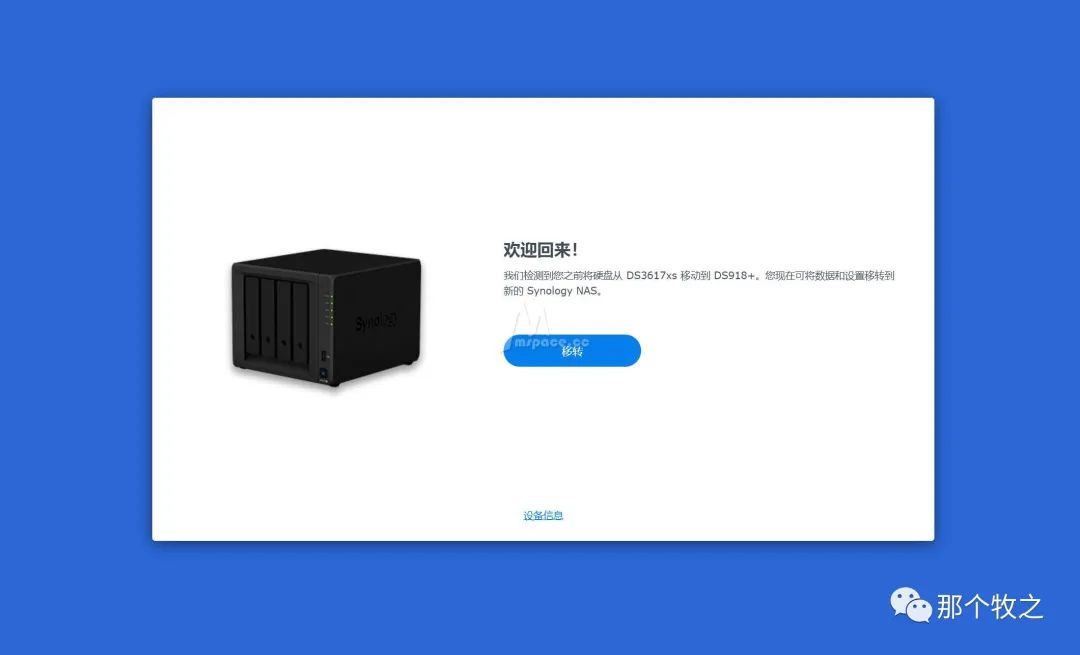 欢迎回来！
我们检测到您之前将硬盘从 DS3617xs 移动到 DS918+。您现在可将数据和设置移转到
新的 Synology NAS。
Synology
mspace.cc
移转
设备信息
那个牧之